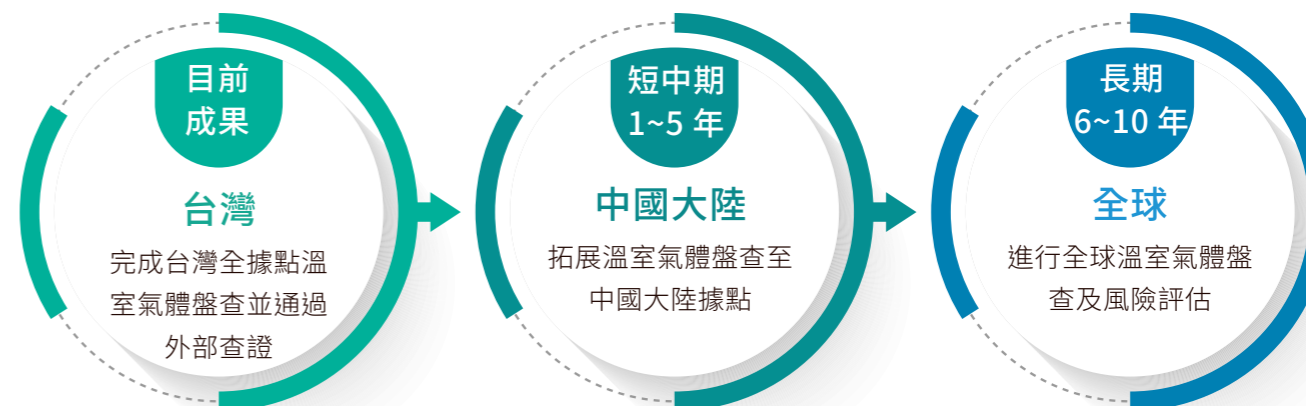 目前
成果
台灣
完成台灣全據點溫
室氣體盤查並通過
外部查證
短中期
1~5 年
中國大陸
拓展溫室氣體盤查至
中國大陸據點
長期
6~10 年
全球
進行全球溫室氣體盤
查及風險評估